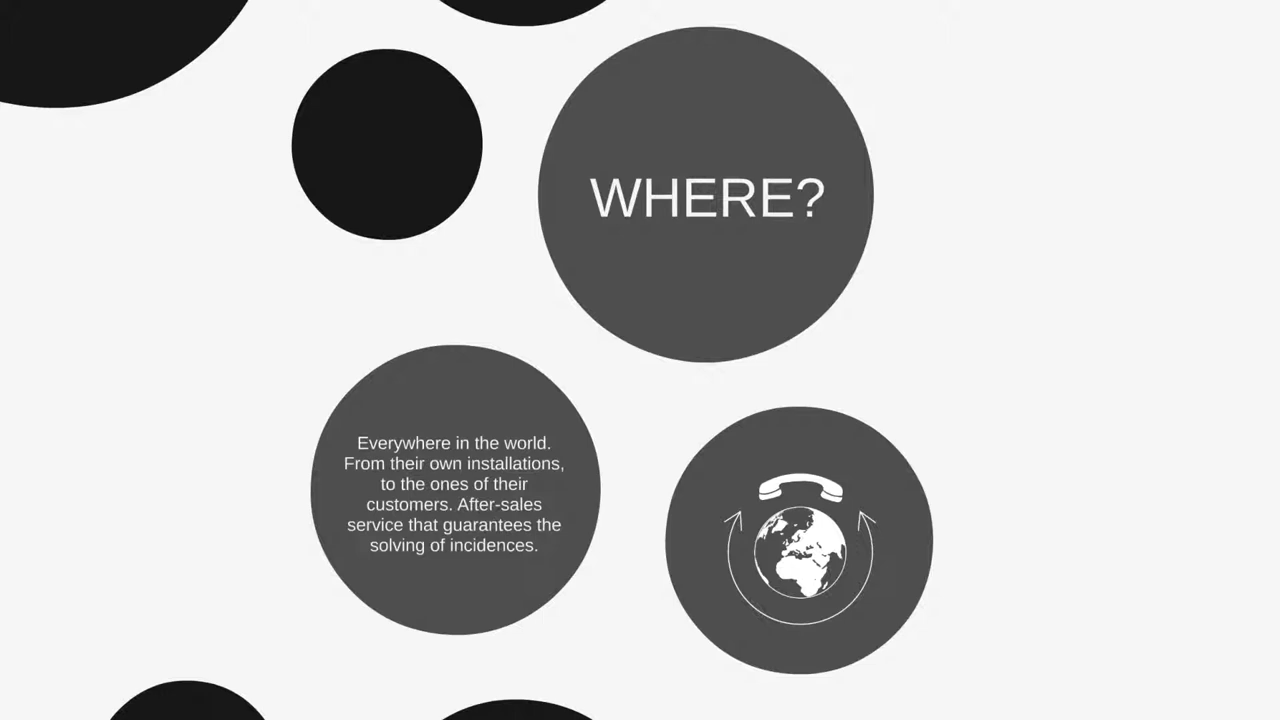 WHERE?
Everywhere in the world.
From their own installations,
to the ones of their
customers. After-sales
service that guarantees the
solving of incidences.